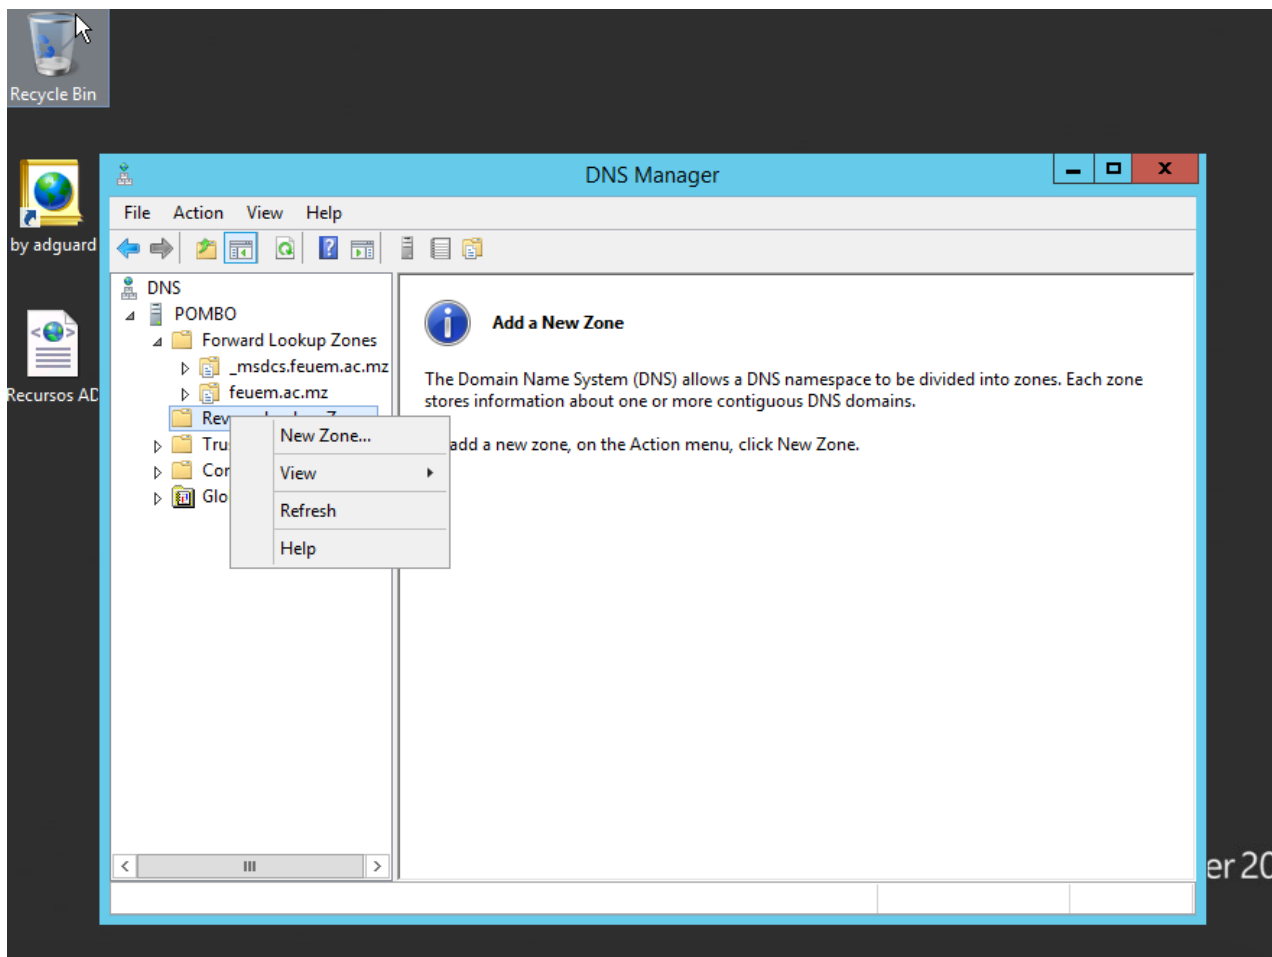 Recycle Bin
by adguard
Recursos AD
DNS Manager
File Action View Help
DNS
POMBO
Forward Lookup Zones
_msdcs.feuem.ac.mz
feuem.ac.mz
New Zone...
View
Refresh
Help
Add a New Zone
The Domain Name System (DNS) allows a DNS namespace to be divided into zones. Each zone
stores information about one or more contiguous DNS domains.
add a new zone, on the Action menu, click New Zone.